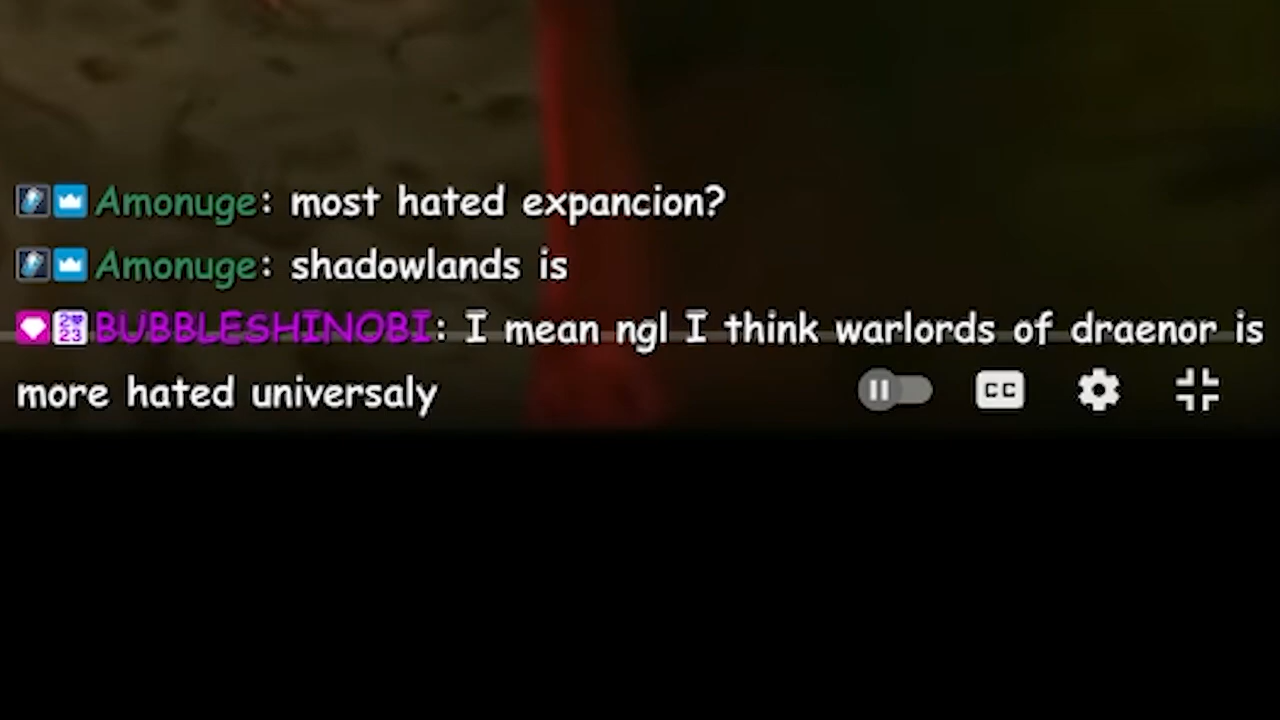 Amonuge: most hated expancion?
Amonuge: shadowlands is
2023 BUBBLESHINOBI: I mean ngl I think warlords of draenor is
more hated universaly
CC